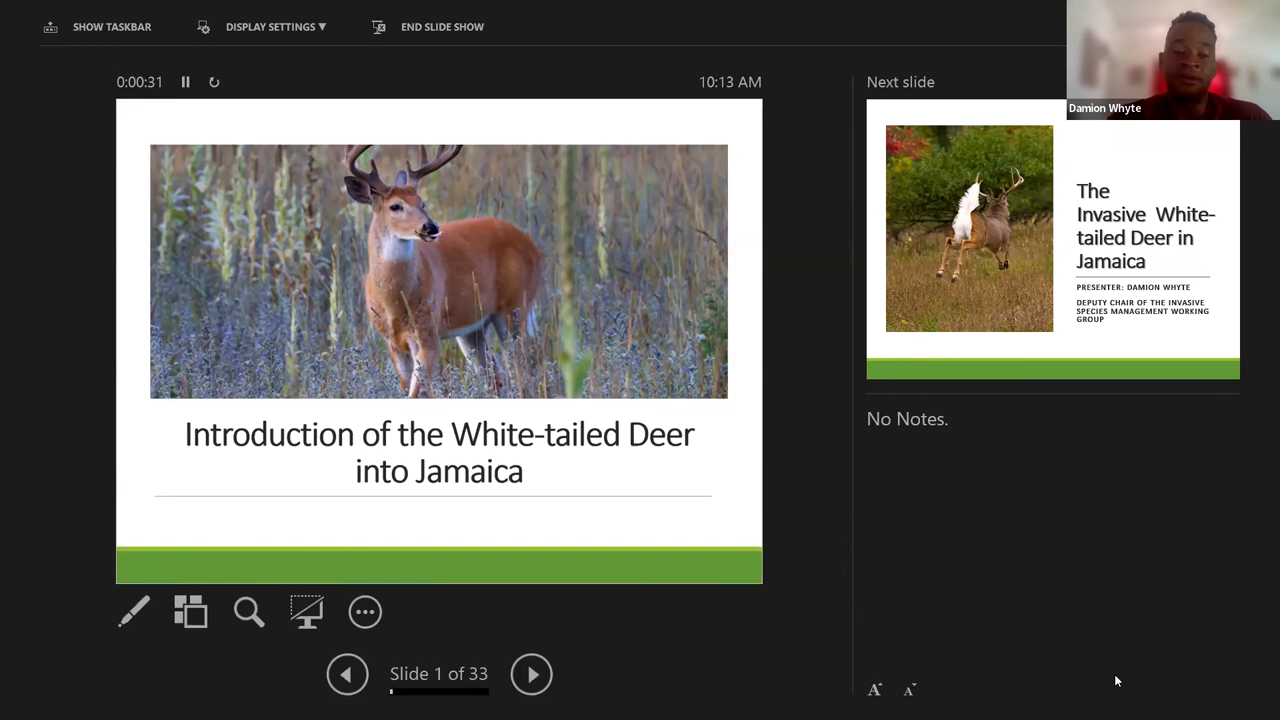 SHOW TASKBAR
DISPLAY SETTINGS ▼
END SLIDE SHOW
Damion Whyte
0:00:31
10:13 AM
Next slide
Introduction of the White-tailed Deer
into Jamaica
The
Invasive White-
tailed Deer in
Jamaica
PRESENTER: DAMION WHYTE
DEPUTY CHAIR OF THE INVASIVE
SPECIES MANAGEMENT WORKING
GROUP
No Notes.
Slide 1 of 33
A A